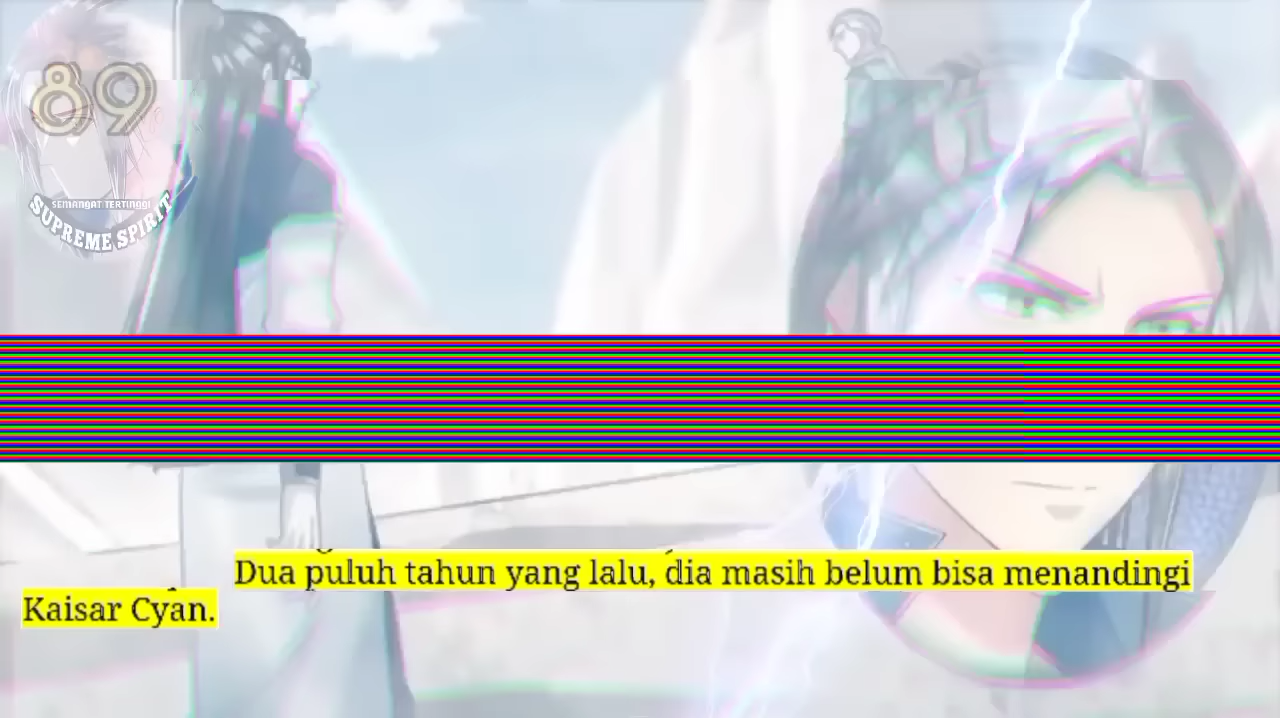 89
SEMANGAT TERTINGGI
SUPREME SPIRIT
Dua puluh tahun yang lalu, dia masih belum bisa menandingi
Kaisar Cyan.